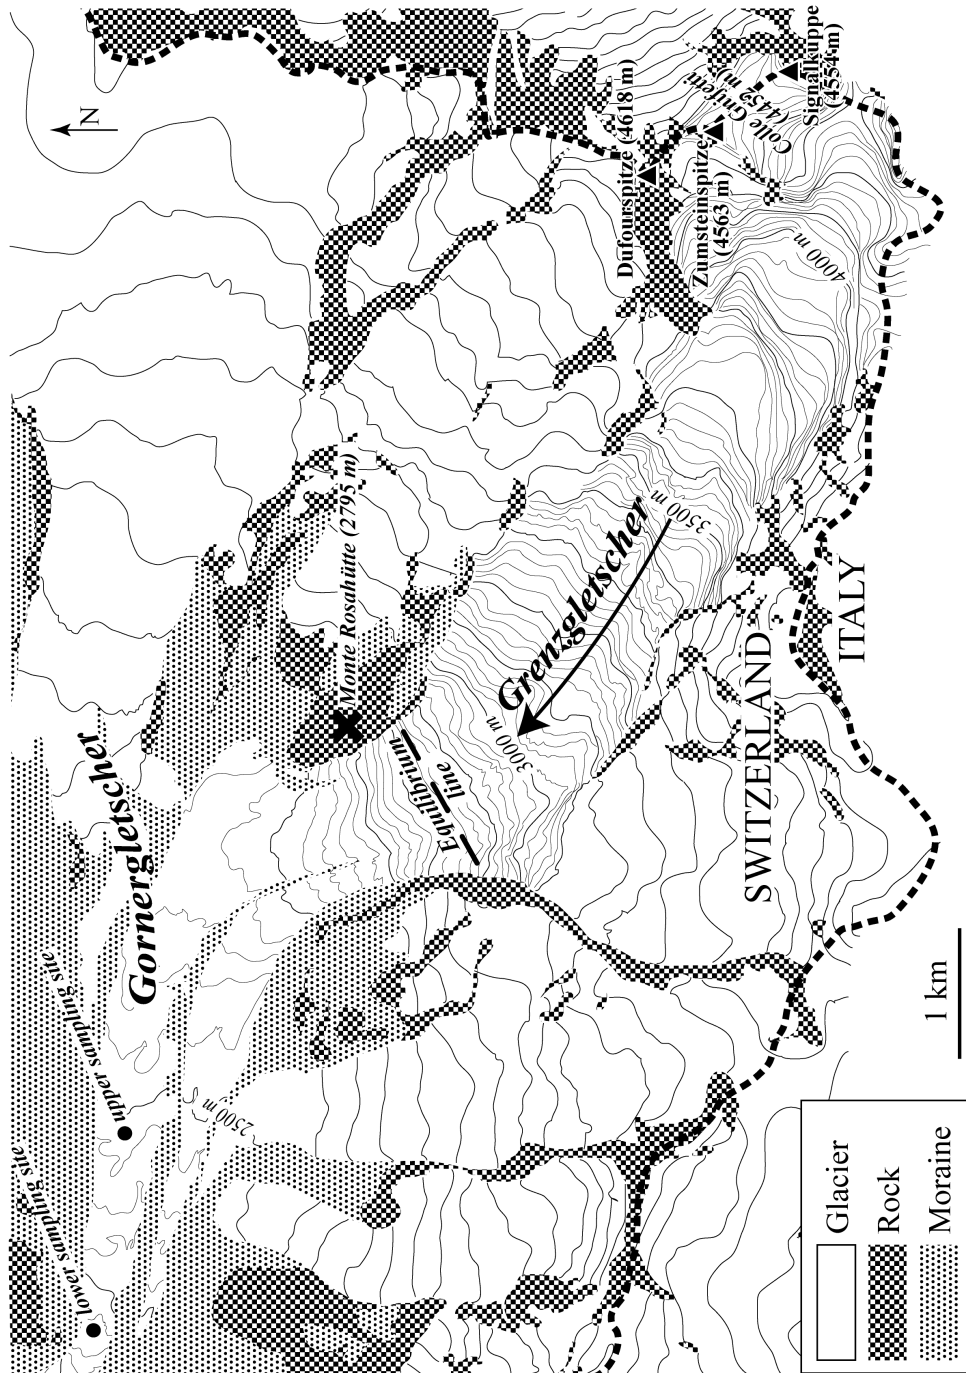 N
lower sampling site
upper sampling site
Gornergletscher
2500 m
Monte Rosahütte (2795 m)
Equilibrium
line
3000 m
Grenzgletscher
3500 m
4000 m
Dufourspitze (4618 m)
Zumsteinspitze
(4563 m)
Colle Gnifetti
(4452 m)
Signalkuppe
(4554 m)
SWITZERLAND
ITALY
1 km
Glacier
Rock
Moraine